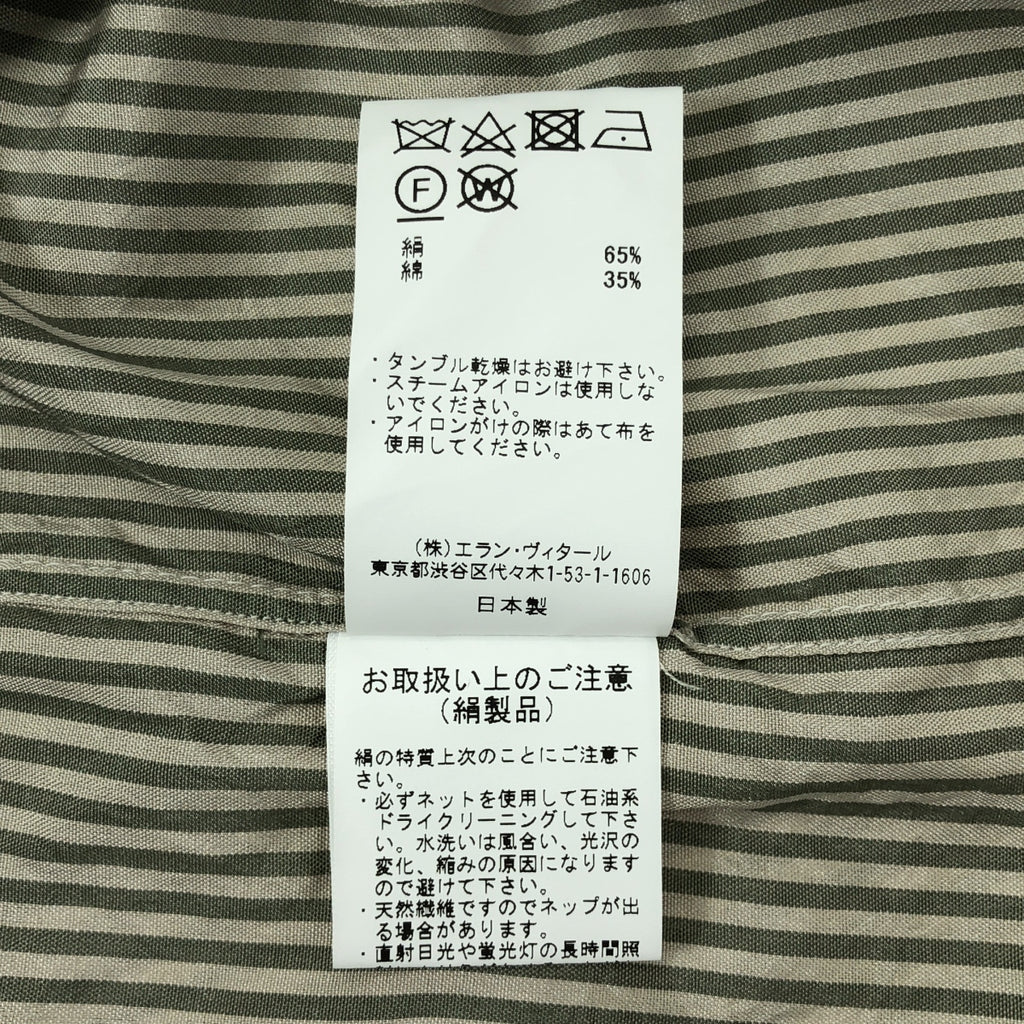 F
W
絹 65%
綿 35%
・タンブル乾燥はお避け下さい。
・スチームアイロンは使用しな
いでください。
・アイロンがけの際はあて布を
使用してください。
(株)エラン・ヴィタール
東京都渋谷区代々木1-53-1-1606
日本製
お取扱い上のご注意
(絹製品)
絹の特質上次のことにご注意下
さい。
・必ずネットを使用して石油系
ドライクリーニングして下さ
い。水洗いは風合い、光沢の
変化、縮みの原因になります
ので避けて下さい。
・天然繊維ですのでネップが出
る場合があります。
・直射日光や蛍光灯の長時間照